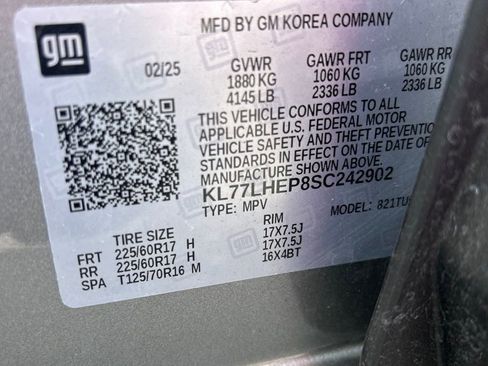 gm
MFD BY GM KOREA COMPANY
02/25
GVWR GAWR FRT GAWR RR
1880 KG 1060 KG 1060 KG
4145 LB 2336 LB 2336 LB
THIS VEHICLE CONFORMS TO ALL
APPLICABLE U.S. FEDERAL MOTOR
VEHICLE SAFETY AND THEFT PREVENTION
STANDARDS IN EFFECT ON THE DATE OF
MANUFACTURE SHOWN ABOVE.
KL77LHEP8SC242902
TYPE: MPV MODEL: 821TU
TIRE SIZE RIM
FRT 225/60R17 H 17X7.5J
RR 225/60R17 H 17X7.5J
SPA T125/70R16 M 16X4BT